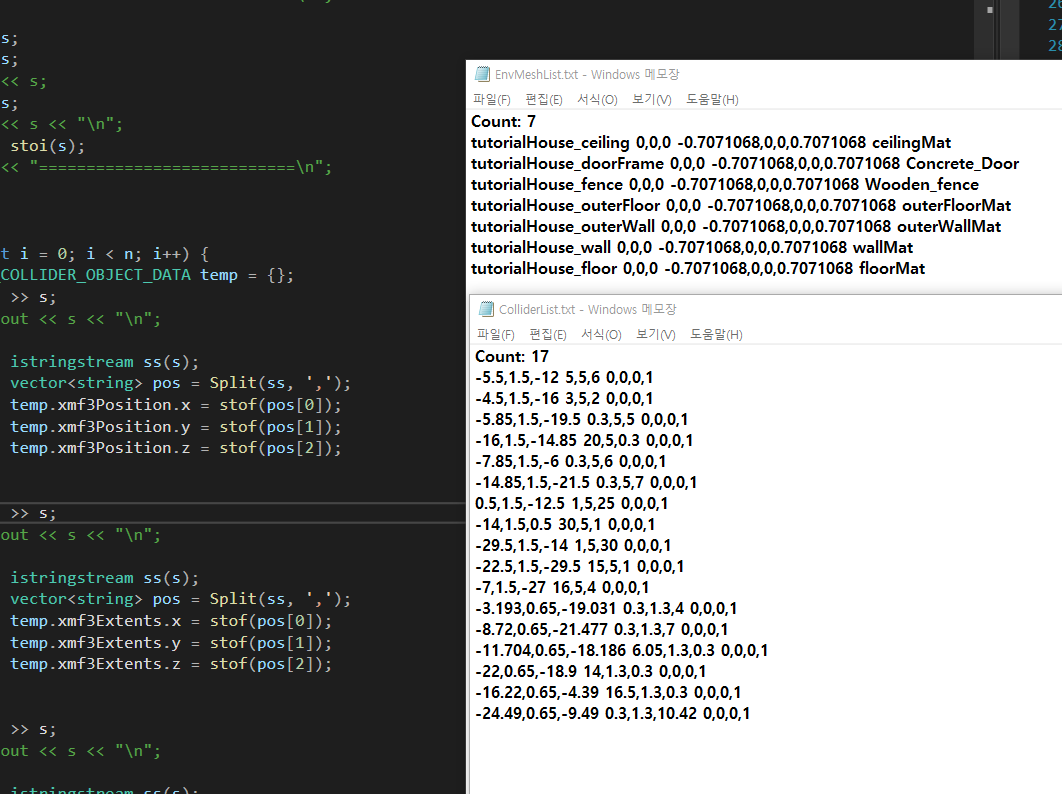 s;
s;
<< s;
s;
<< s << "\n";
stoi(s);
<< "===========================\n";
t i = 0; i < n; i++) {
COLLIDER_OBJECT_DATA temp = {};
>> s;
out << s << "\n";
istringstream ss(s);
vector<string> pos = Split(ss, ',');
temp.xmf3Position.x = stof(pos[0]);
temp.xmf3Position.y = stof(pos[1]);
temp.xmf3Position.z = stof(pos[2]);
>> s;
out << s << "\n";
istringstream ss(s);
vector<string> pos = Split(ss, ',');
temp.xmf3Extents.x = stof(pos[0]);
temp.xmf3Extents.y = stof(pos[1]);
temp.xmf3Extents.z = stof(pos[2]);
>> s;
out << s << "\n";
istringstream ss(s);
27
28
EnvMeshList.txt - Windows 메모장
파일(F) 편집(E) 서식(O) 보기(V) 도움말(H)
Count: 7
tutorialHouse_ceiling 0,0,0 -0.7071068,0,0,0.7071068 ceilingMat
tutorialHouse_doorFrame 0,0,0 -0.7071068,0,0,0.7071068 Concrete_Door
tutorialHouse_fence 0,0,0 -0.7071068,0,0,0.7071068 Wooden_fence
tutorialHouse_outerFloor 0,0,0 -0.7071068,0,0,0.7071068 outerFloorMat
tutorialHouse_outerWall 0,0,0 -0.7071068,0,0,0.7071068 outerWallMat
tutorialHouse_wall 0,0,0 -0.7071068,0,0,0.7071068 wallMat
tutorialHouse_floor 0,0,0 -0.7071068,0,0,0.7071068 floorMat
ColliderList.txt - Windows 메모장
파일(F) 편집(E) 서식(O) 보기(V) 도움말(H)
Count: 17
-5.5,1.5,-12 5,5,6 0,0,0,1
-4.5,1.5,-16 3,5,2 0,0,0,1
-5.85,1.5,-19.5 0.3,5,5 0,0,0,1
-16,1.5,-14.85 20,5,0.3 0,0,0,1
-7.85,1.5,-6 0.3,5,6 0,0,0,1
-14.85,1.5,-21.5 0.3,5,7 0,0,0,1
0.5,1.5,-12.5 1,5,25 0,0,0,1
-14,1.5,0.5 30,5,1 0,0,0,1
-29.5,1.5,-14 1,5,30 0,0,0,1
-22.5,1.5,-29.5 15,5,1 0,0,0,1
-7,1.5,-27 16,5,4 0,0,0,1
-3.193,0.65,-19.031 0.3,1.3,4 0,0,0,1
-8.72,0.65,-21.477 0.3,1.3,7 0,0,0,1
-11.704,0.65,-18.186 6.05,1.3,0.3 0,0,0,1
-22,0.65,-18.9 14,1.3,0.3 0,0,0,1
-16.22,0.65,-4.39 16.5,1.3,0.3 0,0,0,1
-24.49,0.65,-9.49 0.3,1.3,10.42 0,0,0,1